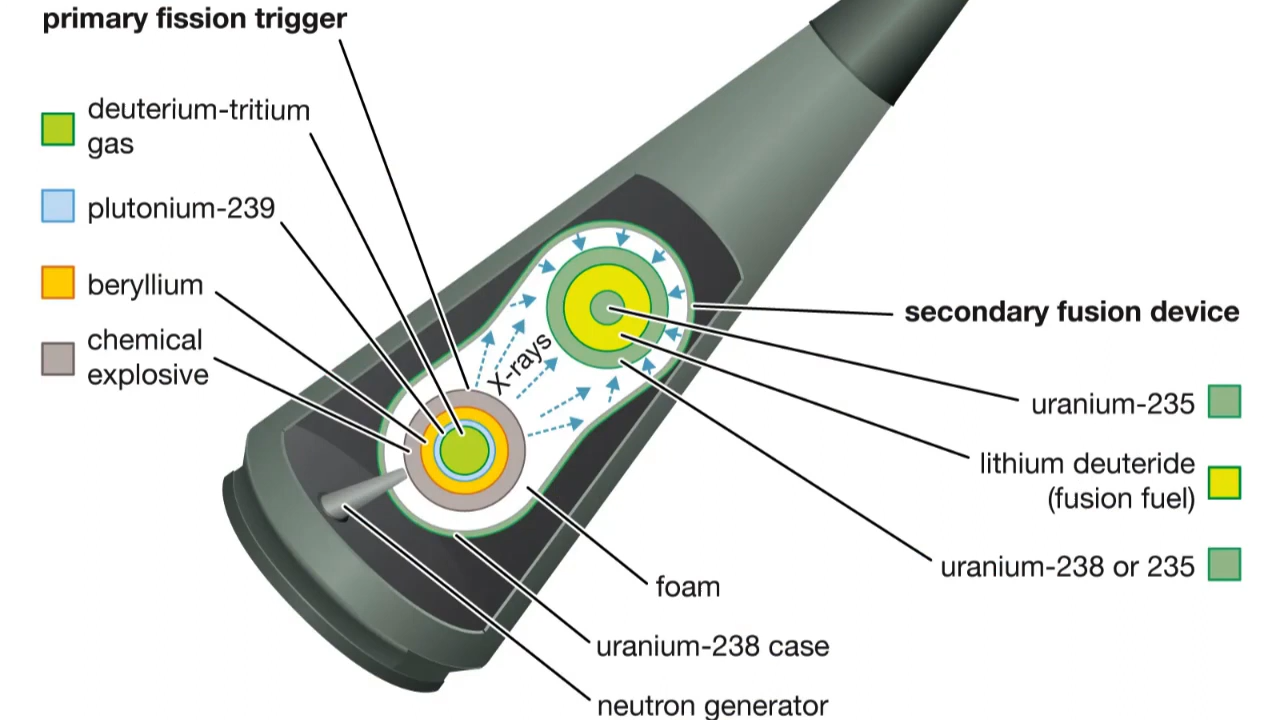 primary fission trigger
deuterium-tritium
gas
plutonium-239
beryllium
chemical
explosive
X-rays
secondary fusion device
uranium-235
lithium deuteride
(fusion fuel)
uranium-238 or 235
foam
uranium-238 case
neutron generator